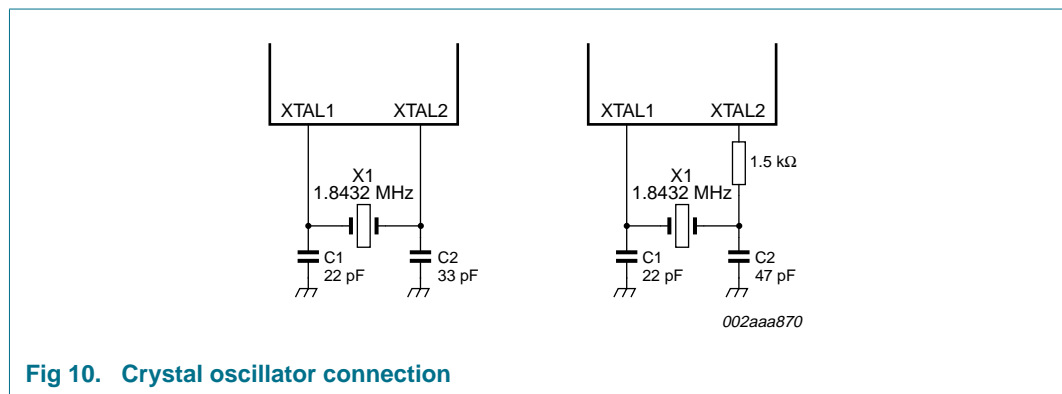 XTAL1 XTAL2
X1
1.8432 MHz
C1
22 pF
C2
33 pF
XTAL1 XTAL2
1.5 kΩ
X1
1.8432 MHz
C1
22 pF
C2
47 pF
002aaa870
Fig 10. Crystal oscillator connection